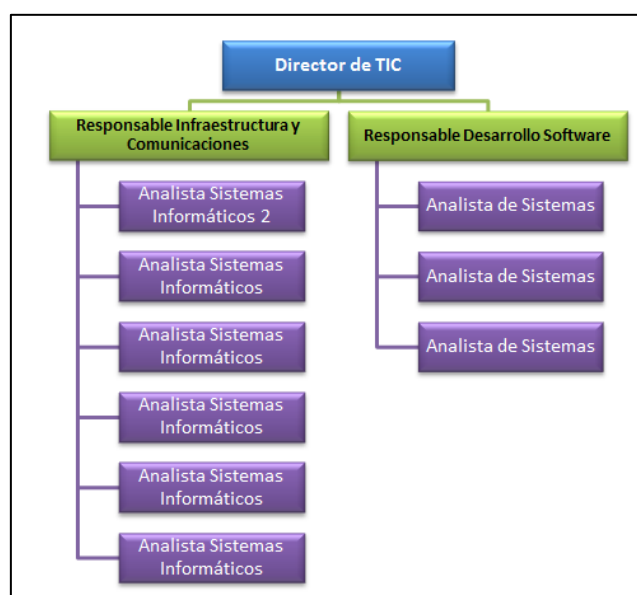 Director de TIC
Responsable Infraestructura y
Comunicaciones
Responsable Desarrollo Software
Analista Sistemas
Informáticos 2
Analista Sistemas
Informáticos
Analista Sistemas
Informáticos
Analista Sistemas
Informáticos
Analista Sistemas
Informáticos
Analista Sistemas
Informáticos
Analista de Sistemas
Analista de Sistemas
Analista de Sistemas